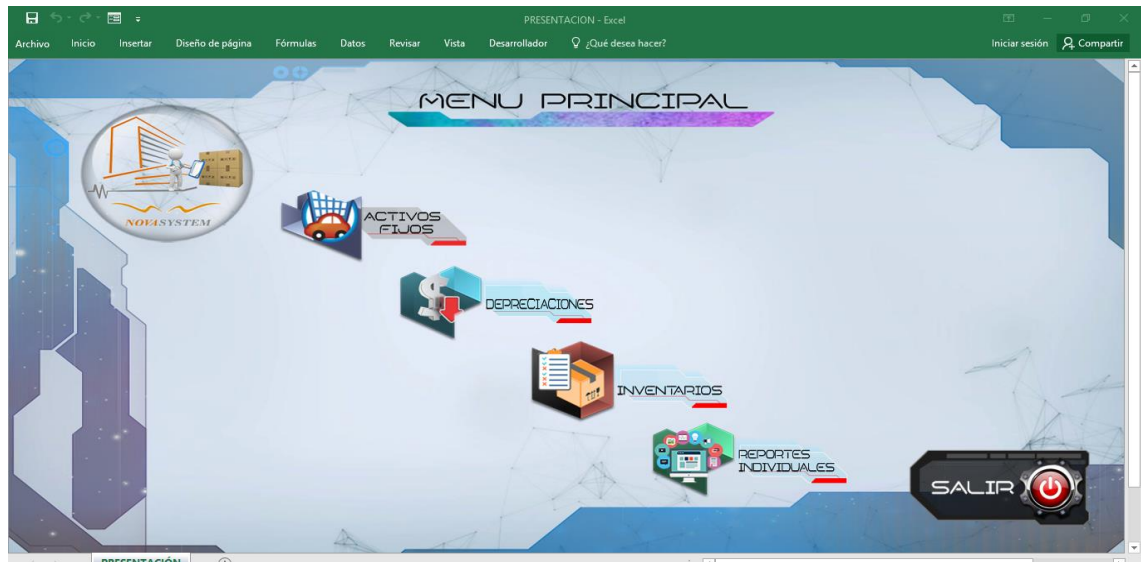 PRESENTACION - Excel
Archivo Inicio Insertar Diseño de página Fórmulas Datos Revisar Vista Desarrollador ¿Qué desea hacer? Iniciar sesión Compartir
MENU PRINCIPAL
NOVASYSTEM
ACTIVOS
FIJOS
DEPRECIACIONES
INVENTARIOS
REPORTES
INDIVIDUALES
SALIR
PRESENTACIÓN